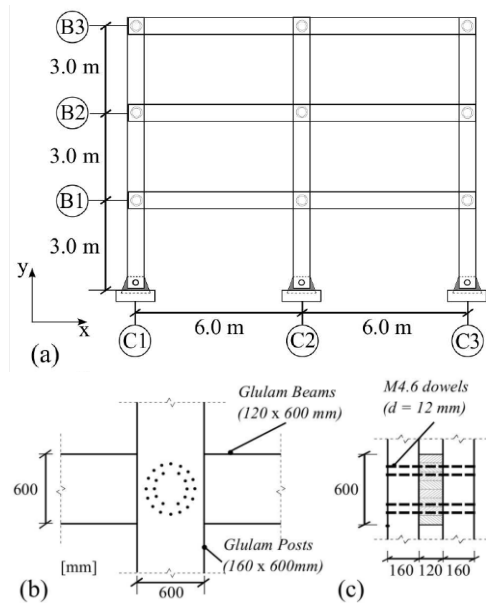 B3
3.0 m
B2
3.0 m
B1
3.0 m
y
x
6.0 m
6.0 m
(a)
C1
C2
C3
Glulam Beams
(120 x 600 mm)
600
Glulam Posts
(160 x 600mm)
[mm]
600
(b)
M4.6 dowels
(d = 12 mm)
600
160
120
160
(c)